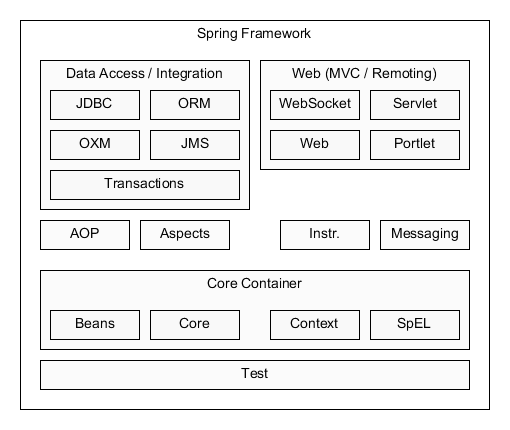 Spring Framework
Data Access / Integration
Web (MVC / Remoting)
JDBC
ORM
WebSocket
Servlet
OXM
JMS
Web
Portlet
Transactions
AOP
Aspects
Instr.
Messaging
Core Container
Beans
Core
Context
SpEL
Test